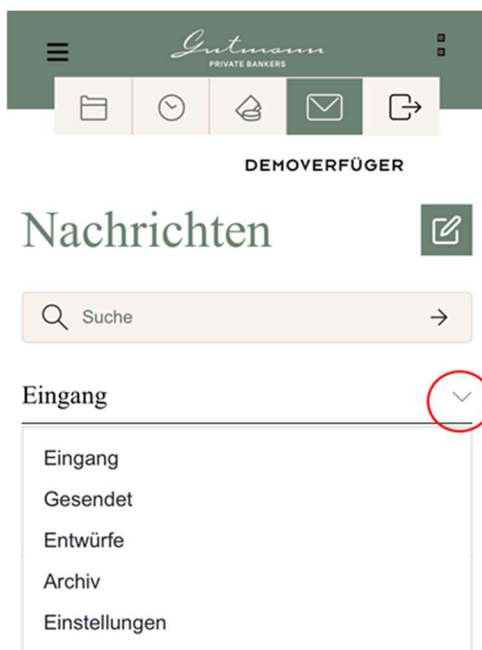 Gutmann
PRIVATE BANKERS
DEMOVERFÜGER
Nachrichten
Suche
Eingang
Eingang
Gesendet
Entwürfe
Archiv
Einstellungen